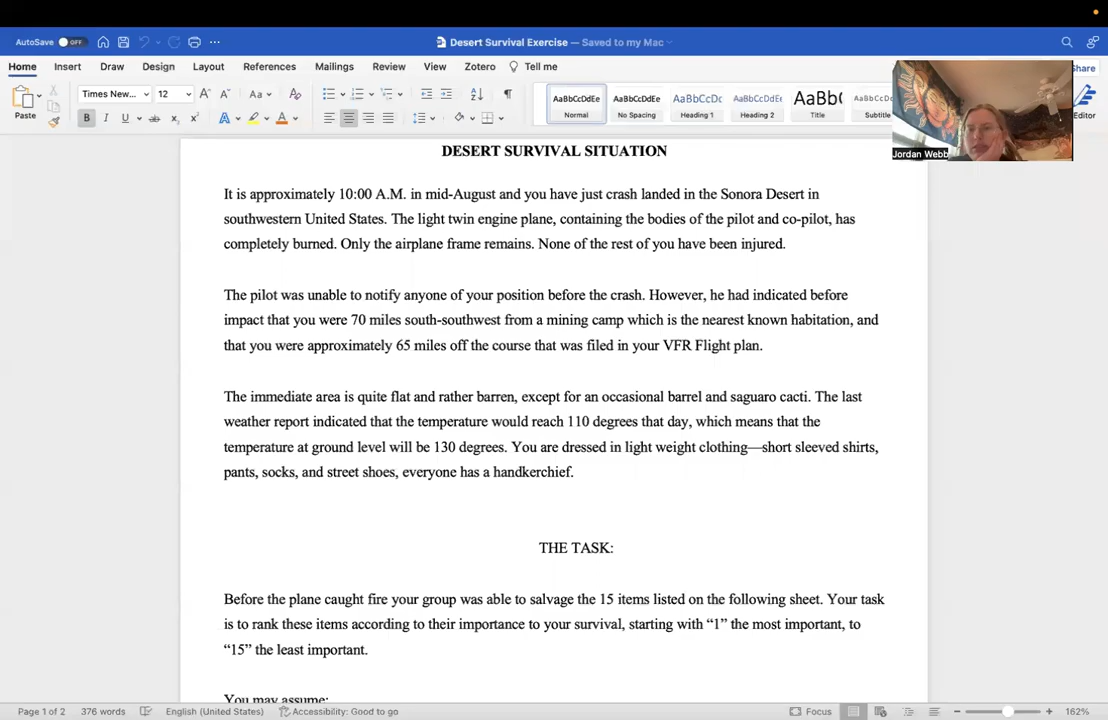 AutoSave OFF
Desert Survival Exercise — Saved to my Mac
Home Insert Draw Design Layout References Mailings Review View Zotero Tell me
Share
Paste
Times New... 12
Aa
AaBbCcDdEe AaBbCcDdEe AaBbCcDc AaBbCcDdEe AaBb( AaBbCcDdEe
Normal No Spacing Heading 1 Heading 2 Title Subtitle
Editor
Jordan Webb
DESERT SURVIVAL SITUATION
It is approximately 10:00 A.M. in mid-August and you have just crash landed in the Sonora Desert in
southwestern United States. The light twin engine plane, containing the bodies of the pilot and co-pilot, has
completely burned. Only the airplane frame remains. None of the rest of you have been injured.
The pilot was unable to notify anyone of your position before the crash. However, he had indicated before
impact that you were 70 miles south-southwest from a mining camp which is the nearest known habitation, and
that you were approximately 65 miles off the course that was filed in your VFR Flight plan.
The immediate area is quite flat and rather barren, except for an occasional barrel and saguaro cacti. The last
weather report indicated that the temperature would reach 110 degrees that day, which means that the
temperature at ground level will be 130 degrees. You are dressed in light weight clothing—short sleeved shirts,
pants, socks, and street shoes, everyone has a handkerchief.
THE TASK:
Before the plane caught fire your group was able to salvage the 15 items listed on the following sheet. Your task
is to rank these items according to their importance to your survival, starting with “1” the most important, to
“15” the least important.
You may assume:
Page 1 of 2 376 words English (United States) Accessibility: Good to go Focus 162%